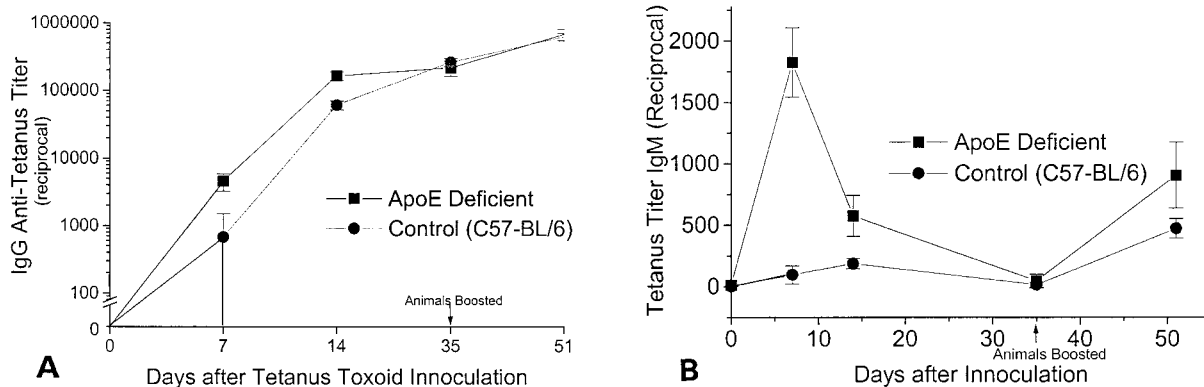 IgG Anti-Tetanus Titer
(reciprocal)
1000000
100000
10000
1000
100
0
ApoE Deficient
Control (C57-BL/6)
Animals Boosted
0 7 14 35 51
Days after Tetanus Toxoid Innoculation
A
Tetanus Titer IgM (Reciprocal)
2000
1500
1000
500
0
ApoE Deficient
Control (C57-BL/6)
0 10 20 30 40 50
Animals Boosted
Days after Inoculation
B